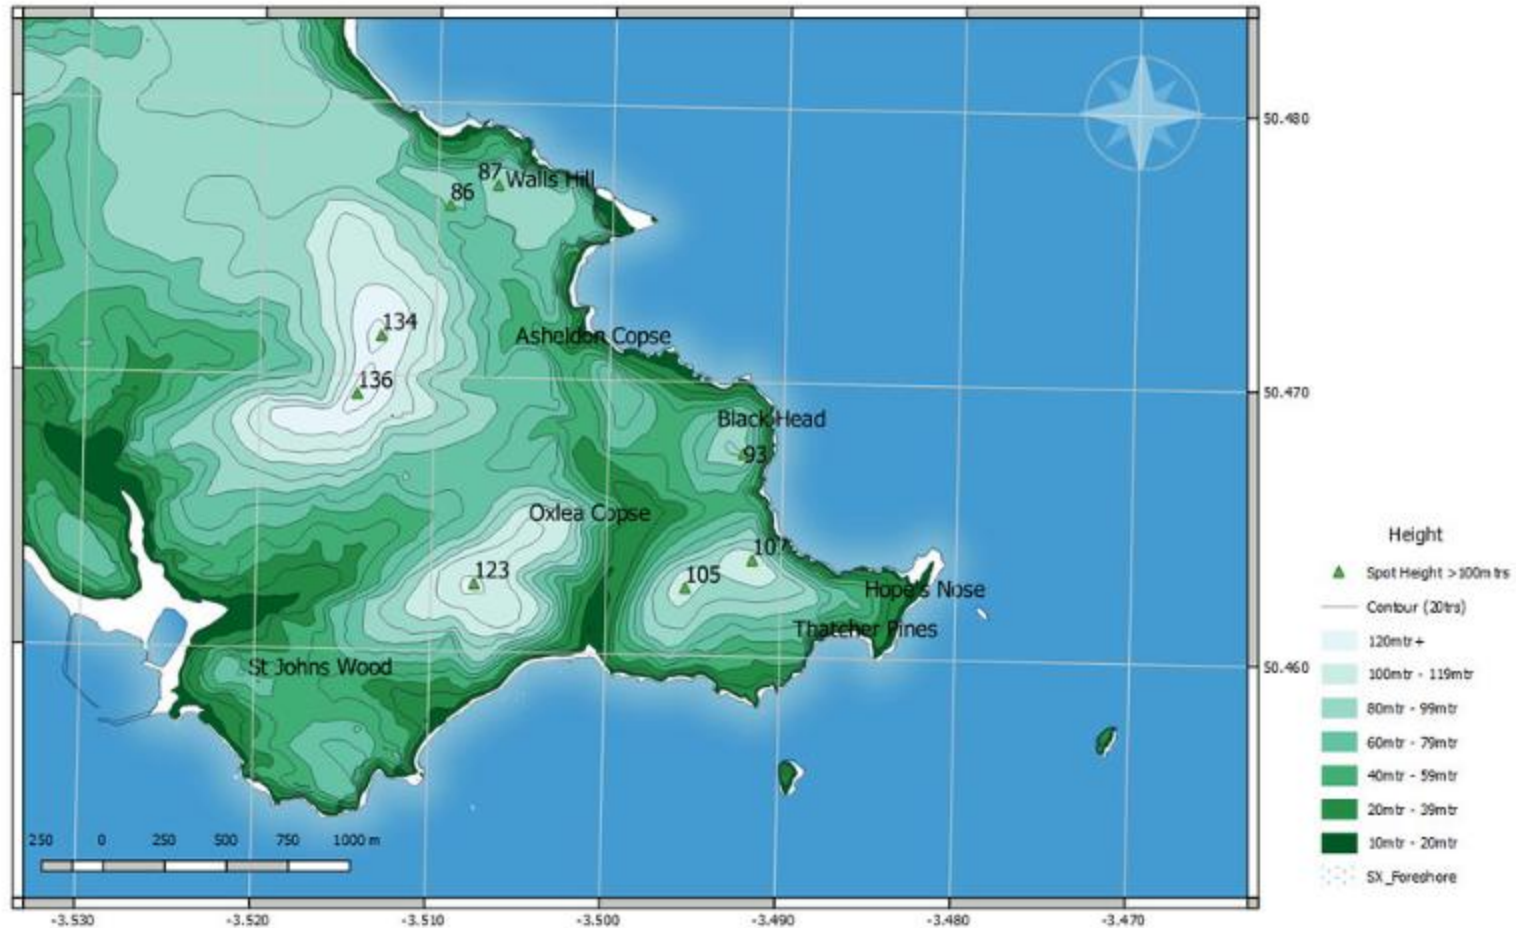 50.480
87
Walls Hill
86
134
Asheldon Copse
136
50.470
Black Head
93
Oxlea Copse
107
123
105
Hope's Nose
Thatcher Pines
St Johns Wood
50.460
250 0 250 500 750 1000 m
-3.530 -3.520 -3.510 -3.500 -3.490 -3.480 -3.470
Height
Spot Height >100mtrs
Contour (20trs)
120mtr+
100mtr - 119mtr
80mtr - 99mtr
60mtr - 79mtr
40mtr - 59mtr
20mtr - 39mtr
10mtr - 20mtr
SX_Foreshore